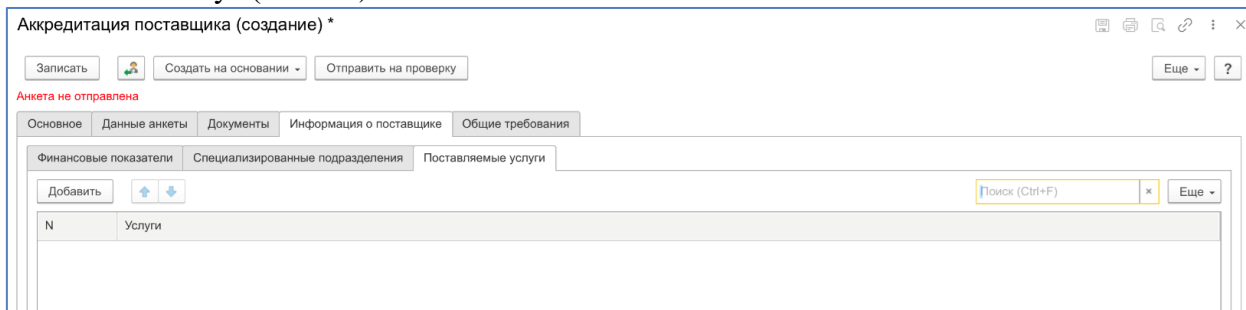 Аккредитация поставщика (создание) *
Записать Создать на основании Отправить на проверку Еще ?
Анкета не отправлена
Основное Данные анкеты Документы Информация о поставщике Общие требования
Финансовые показатели Специализированные подразделения Поставляемые услуги
Добавить Поиск (Ctrl+F) × Еще
N Услуги